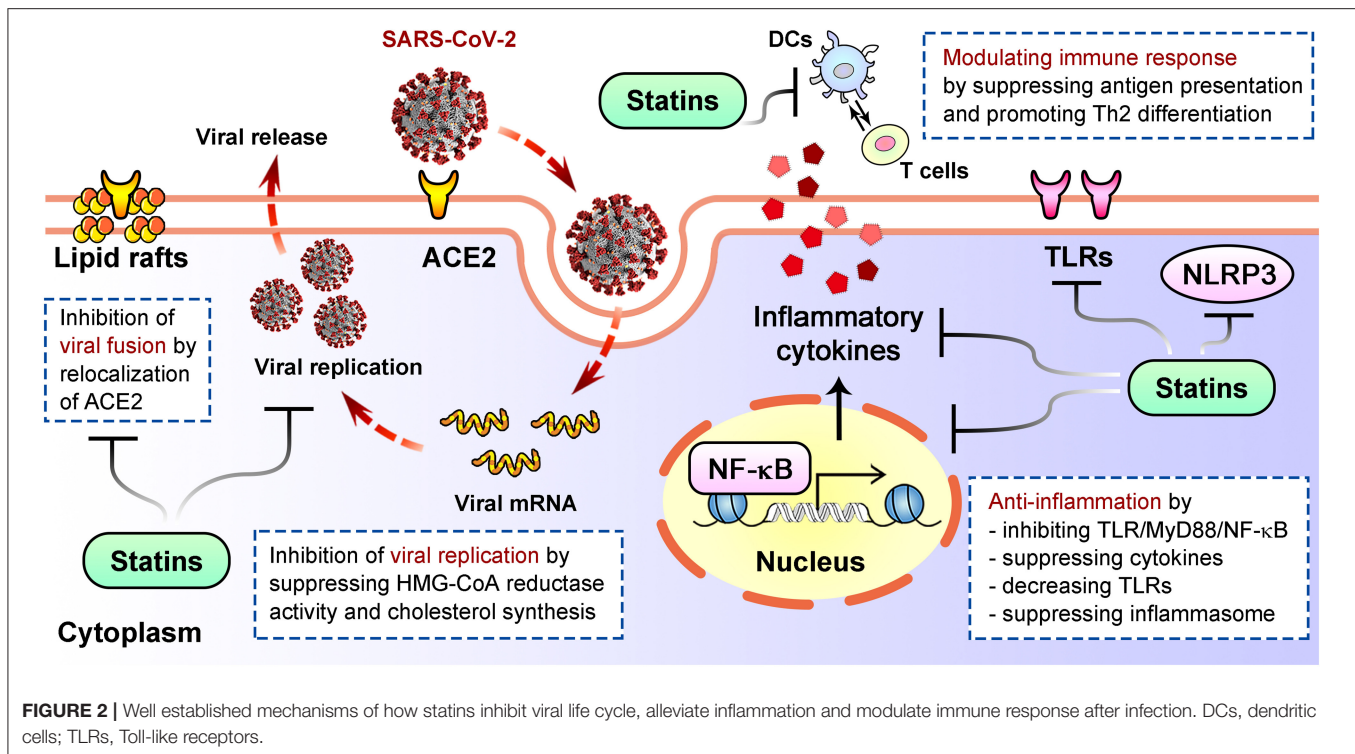 SARS-CoV-2
DCs
Statins
T cells
Modulating immune response
by suppressing antigen presentation
and promoting Th2 differentiation
Viral release
Lipid rafts
ACE2
TLRs
NLRP3
Inhibition of
viral fusion by
relocalization
of ACE2
Viral replication
Inflammatory
cytokines
Statins
Viral mRNA
NF-κB
Nucleus
Statins
Cytoplasm
Inhibition of viral replication by
suppressing HMG-CoA reductase
activity and cholesterol synthesis
Anti-inflammation by
- inhibiting TLR/MyD88/NF-κB
- suppressing cytokines
- decreasing TLRs
- suppressing inflammasome
FIGURE 2 | Well established mechanisms of how statins inhibit viral life cycle, alleviate inflammation and modulate immune response after infection. DCs, dendritic
cells; TLRs, Toll-like receptors.